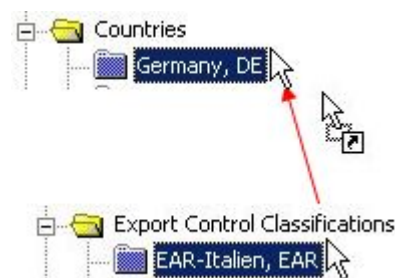 Countries
Germany, DE
Export Control Classifications
EAR-Italien, EAR